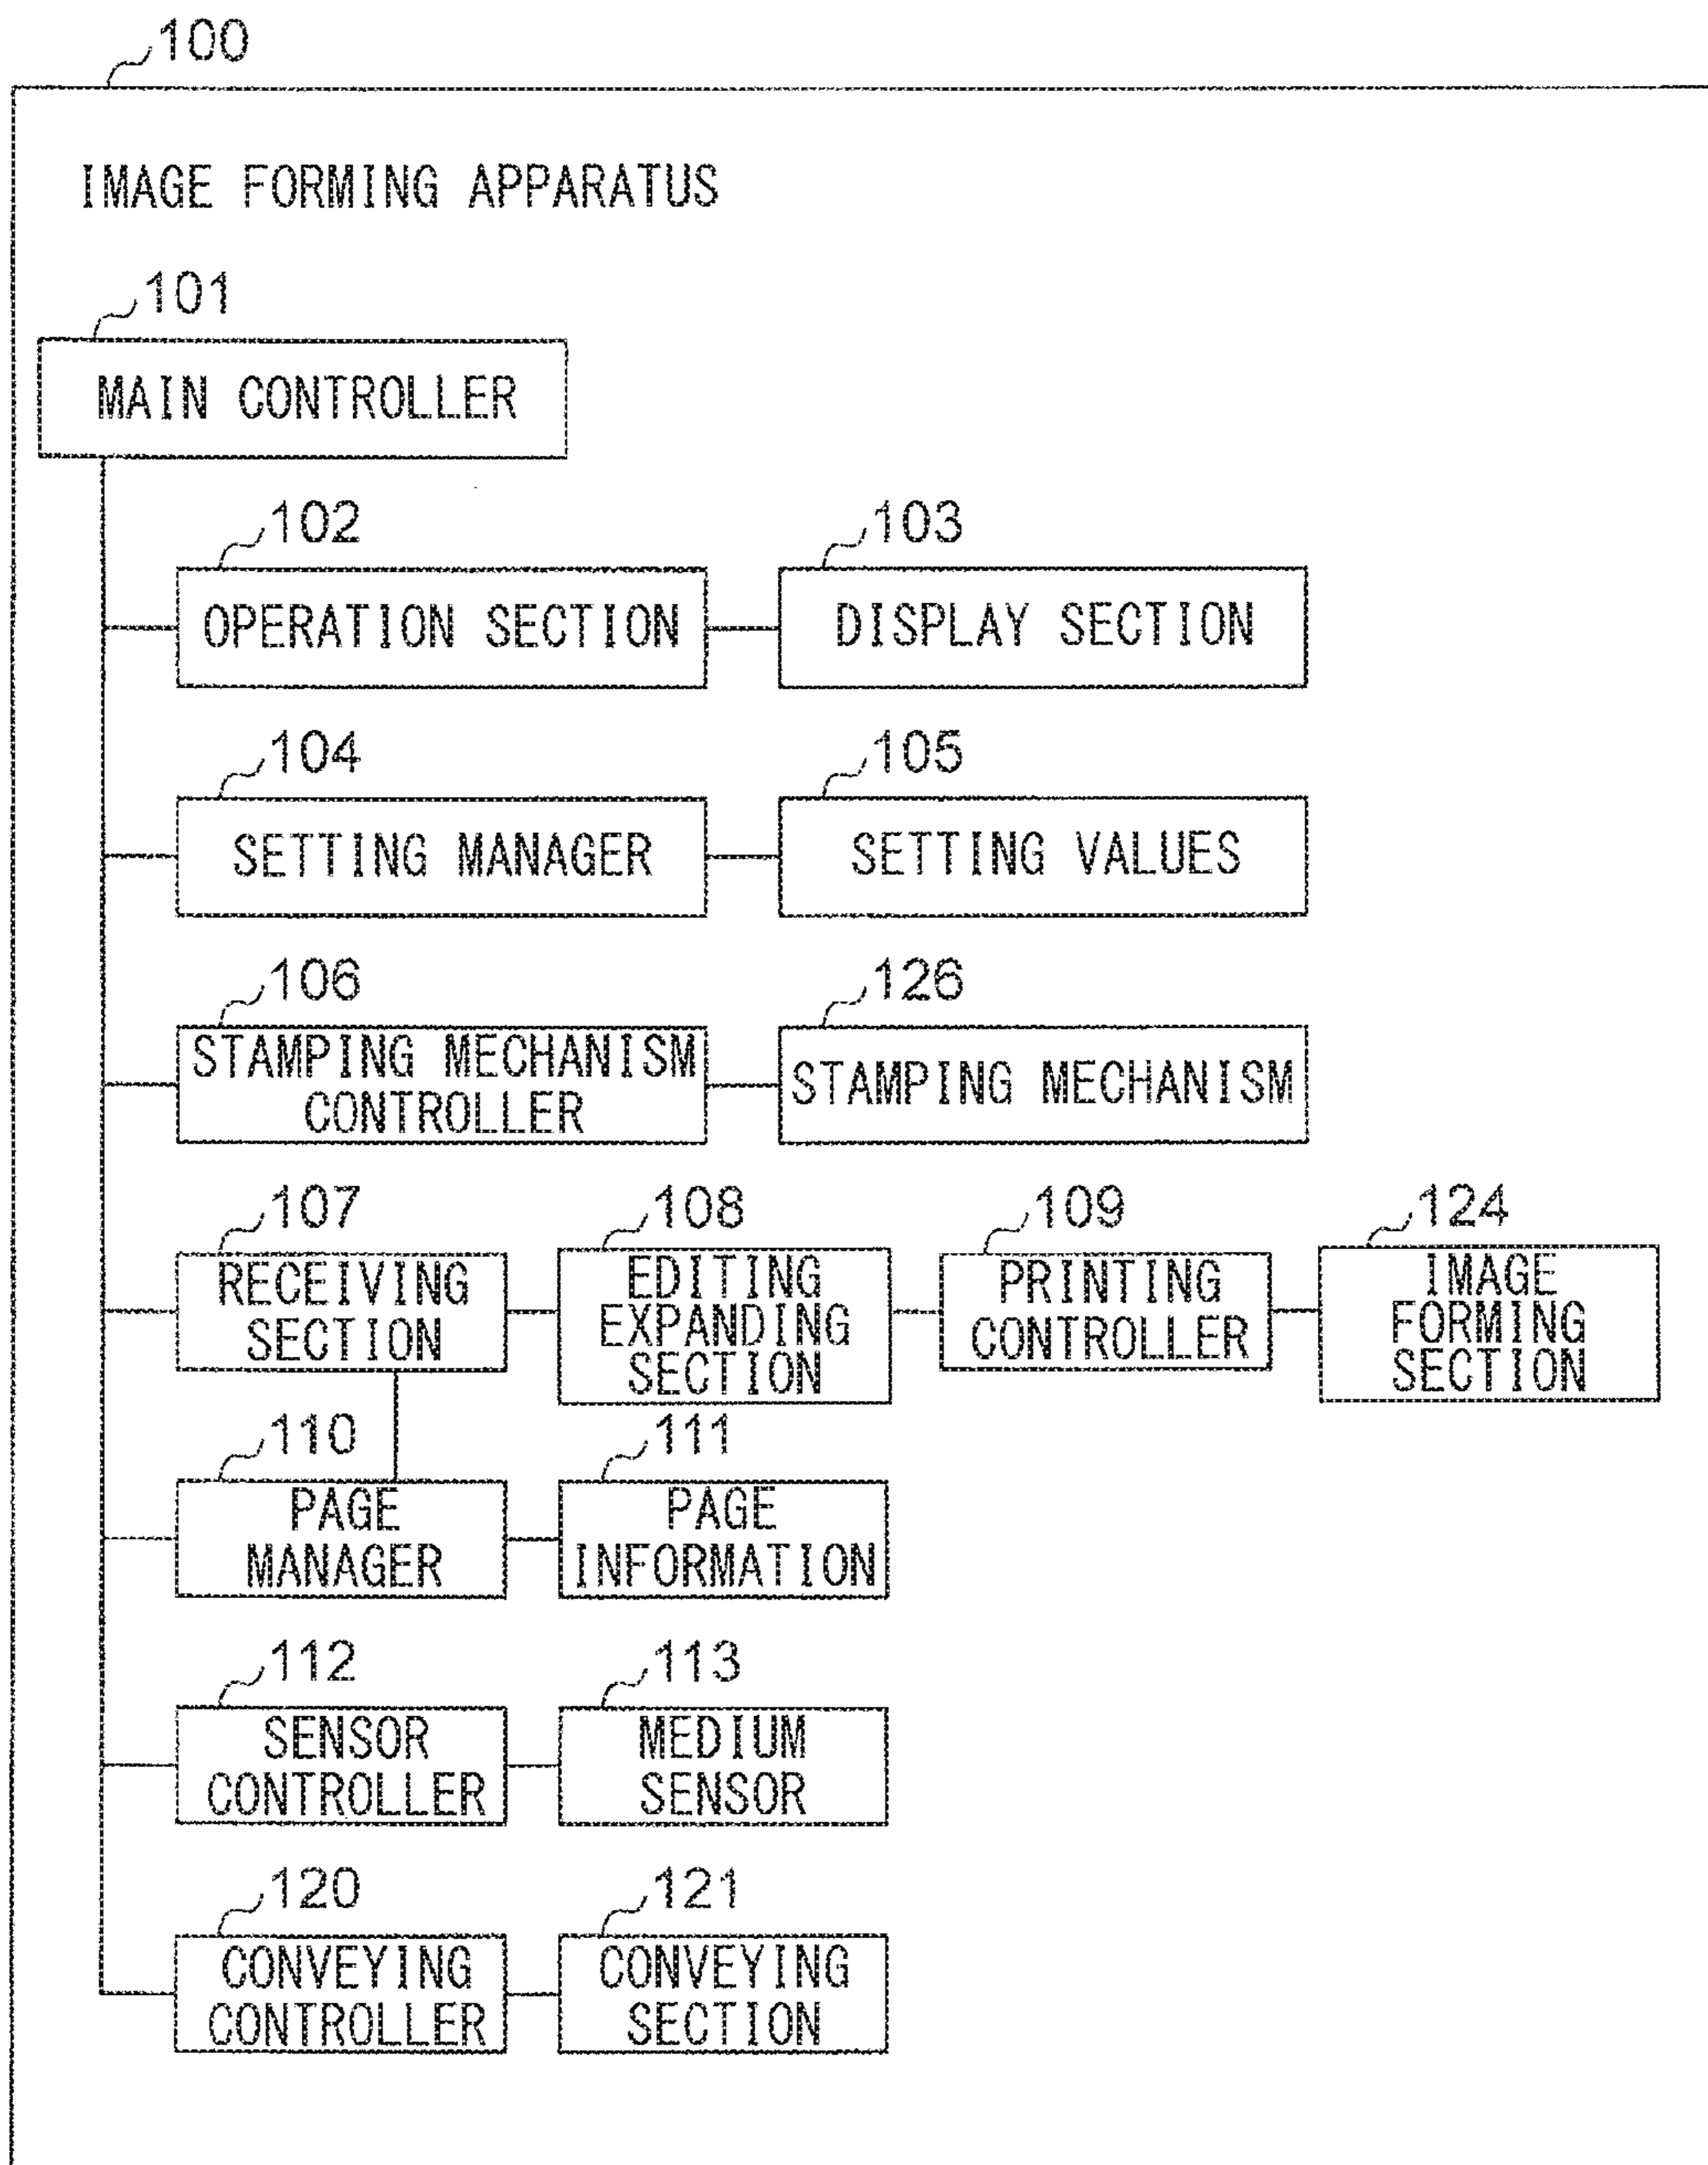 100
IMAGE FORMING APPARATUS
101
MAIN CONTROLLER
102
103
OPERATION SECTION
DISPLAY SECTION
104
105
SETTING MANAGER
SETTING VALUES
106
126
STAMPING MECHANISM
CONTROLLER
STAMPING MECHANISM
107
108
109
124
RECEIVING
SECTION
EDITING
EXPANDING
SECTION
PRINTING
CONTROLLER
IMAGE
FORMING
SECTION
110
111
PAGE
MANAGER
PAGE
INFORMATION
112
113
SENSOR
CONTROLLER
MEDIUM
SENSOR
120
121
CONVEYING
CONTROLLER
CONVEYING
SECTION